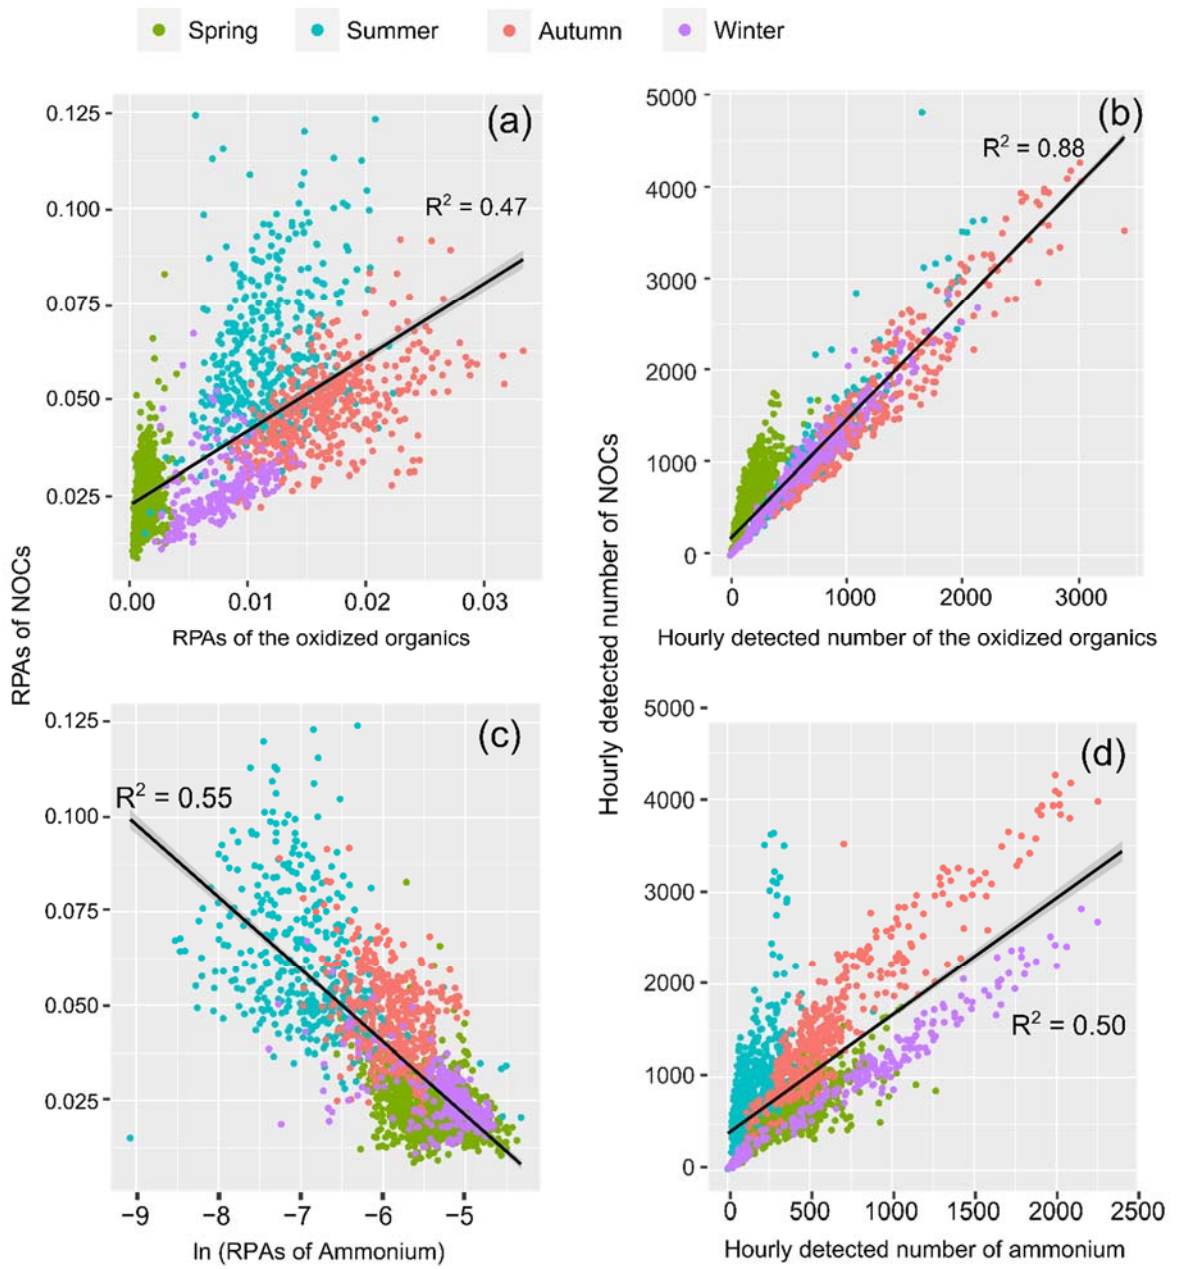 Spring Summer Autumn Winter
(a)
R² = 0.47
0.125
0.100
0.075
0.050
0.025
0.00 0.01 0.02 0.03
RPAs of the oxidized organics
(b)
R² = 0.88
5000
4000
3000
2000
1000
0
0 1000 2000 3000
Hourly detected number of the oxidized organics
RPAs of NOCs
Hourly detected number of NOCs
(c)
R² = 0.55
0.125
0.100
0.075
0.050
0.025
−9 −8 −7 −6 −5
ln (RPAs of Ammonium)
(d)
R² = 0.50
5000
4000
3000
2000
1000
0
0 500 1000 1500 2000 2500
Hourly detected number of ammonium